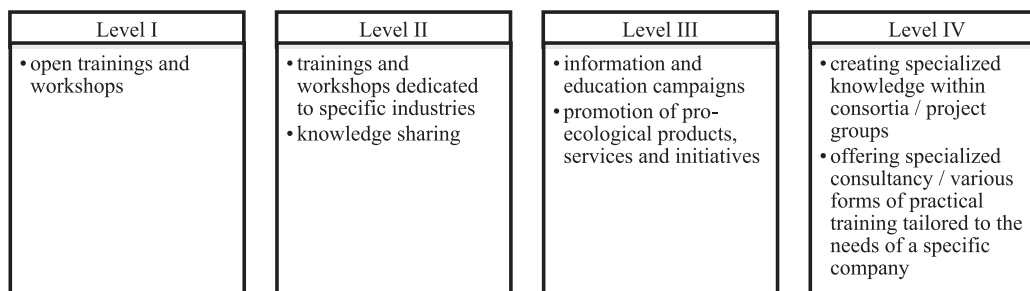 Level I
• open trainings and
workshops
Level II
• trainings and
workshops dedicated
to specific industries
• knowledge sharing
Level III
• information and
education campaigns
• promotion of pro-
ecological products,
services and initiatives
Level IV
• creating specialized
knowledge within
consortia / project
groups
• offering specialized
consultancy / various
forms of practical
training tailored to the
needs of a specific
company